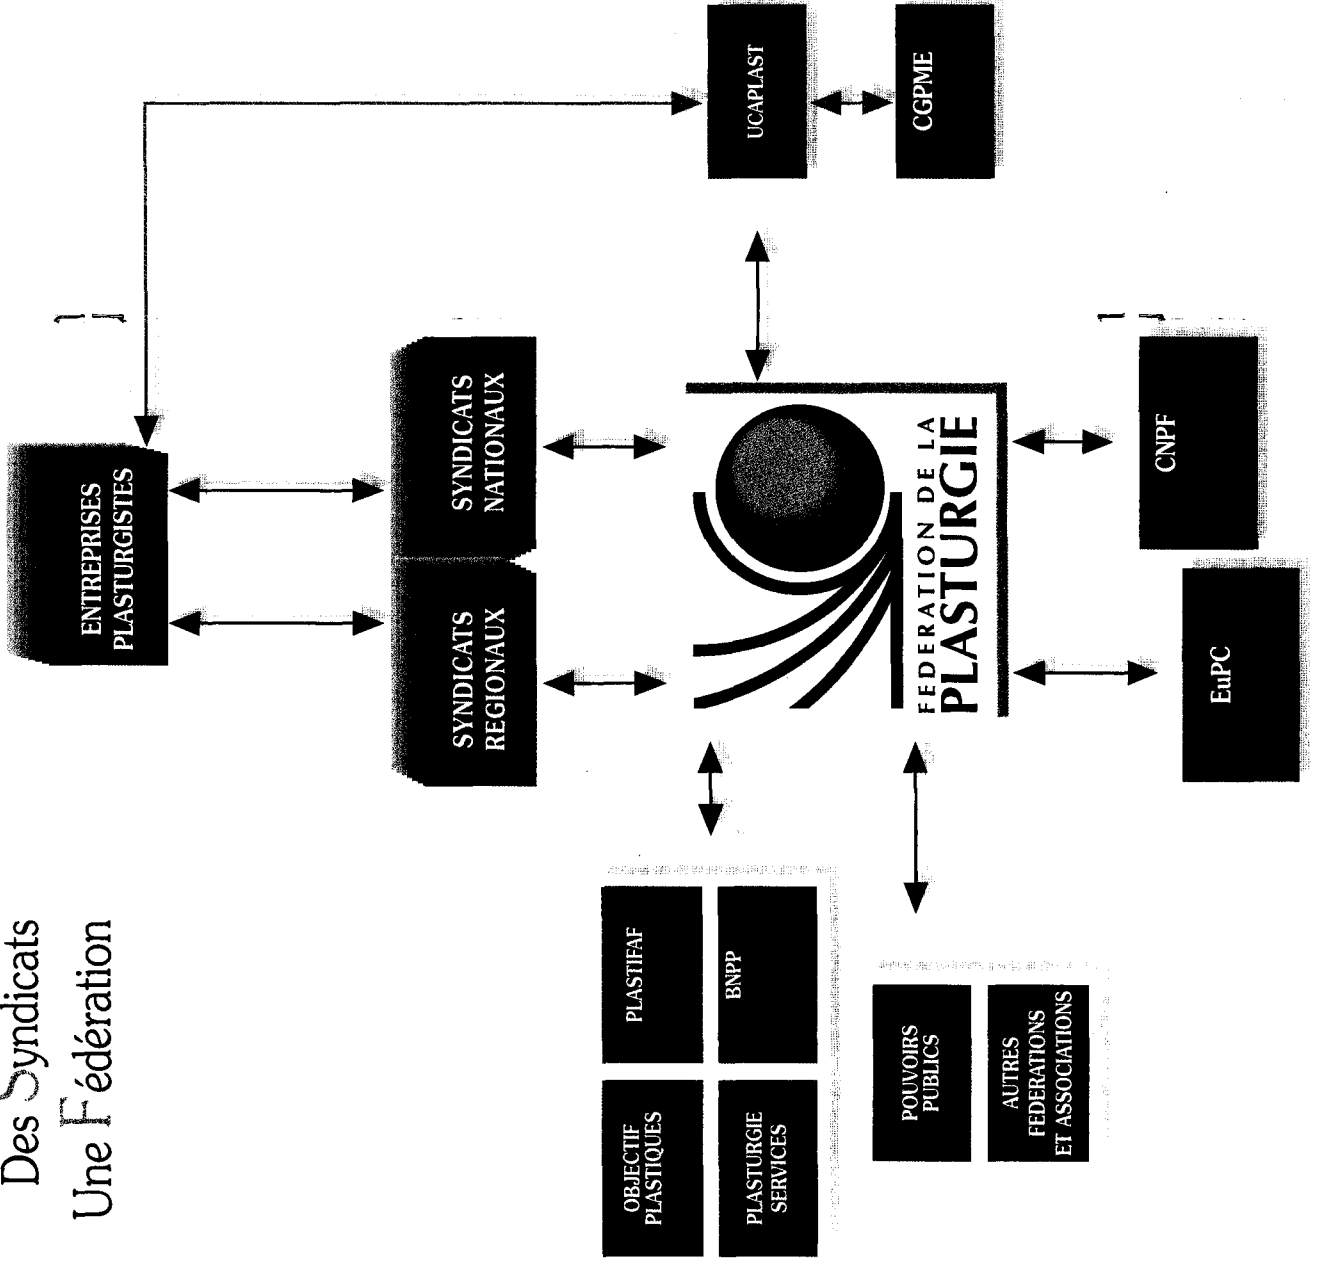 Des Syndicats
Une Fédération
ENTREPRISES
PLASTURGISTES
SYNDICATS
REGIONAUX
SYNDICATS
NATIONAUX
OBJECTIF
PLASTIQUES
PLASTIFAF
PLASTURGIE
SERVICES
BNPP
FEDERATION DE LA
PLASTURGIE
UCAPLAST
CGPME
POUVOIRS
PUBLICS
AUTRES
FEDERATIONS
ET ASSOCIATIONS
EuPC
CNPF